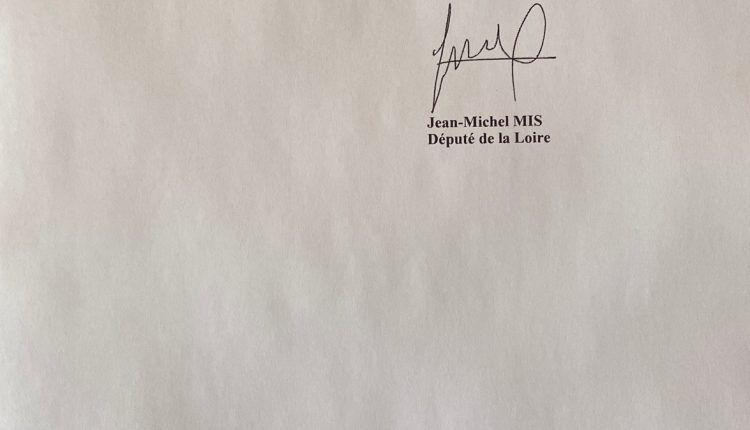 Jean-Michel MIS
Député de la Loire